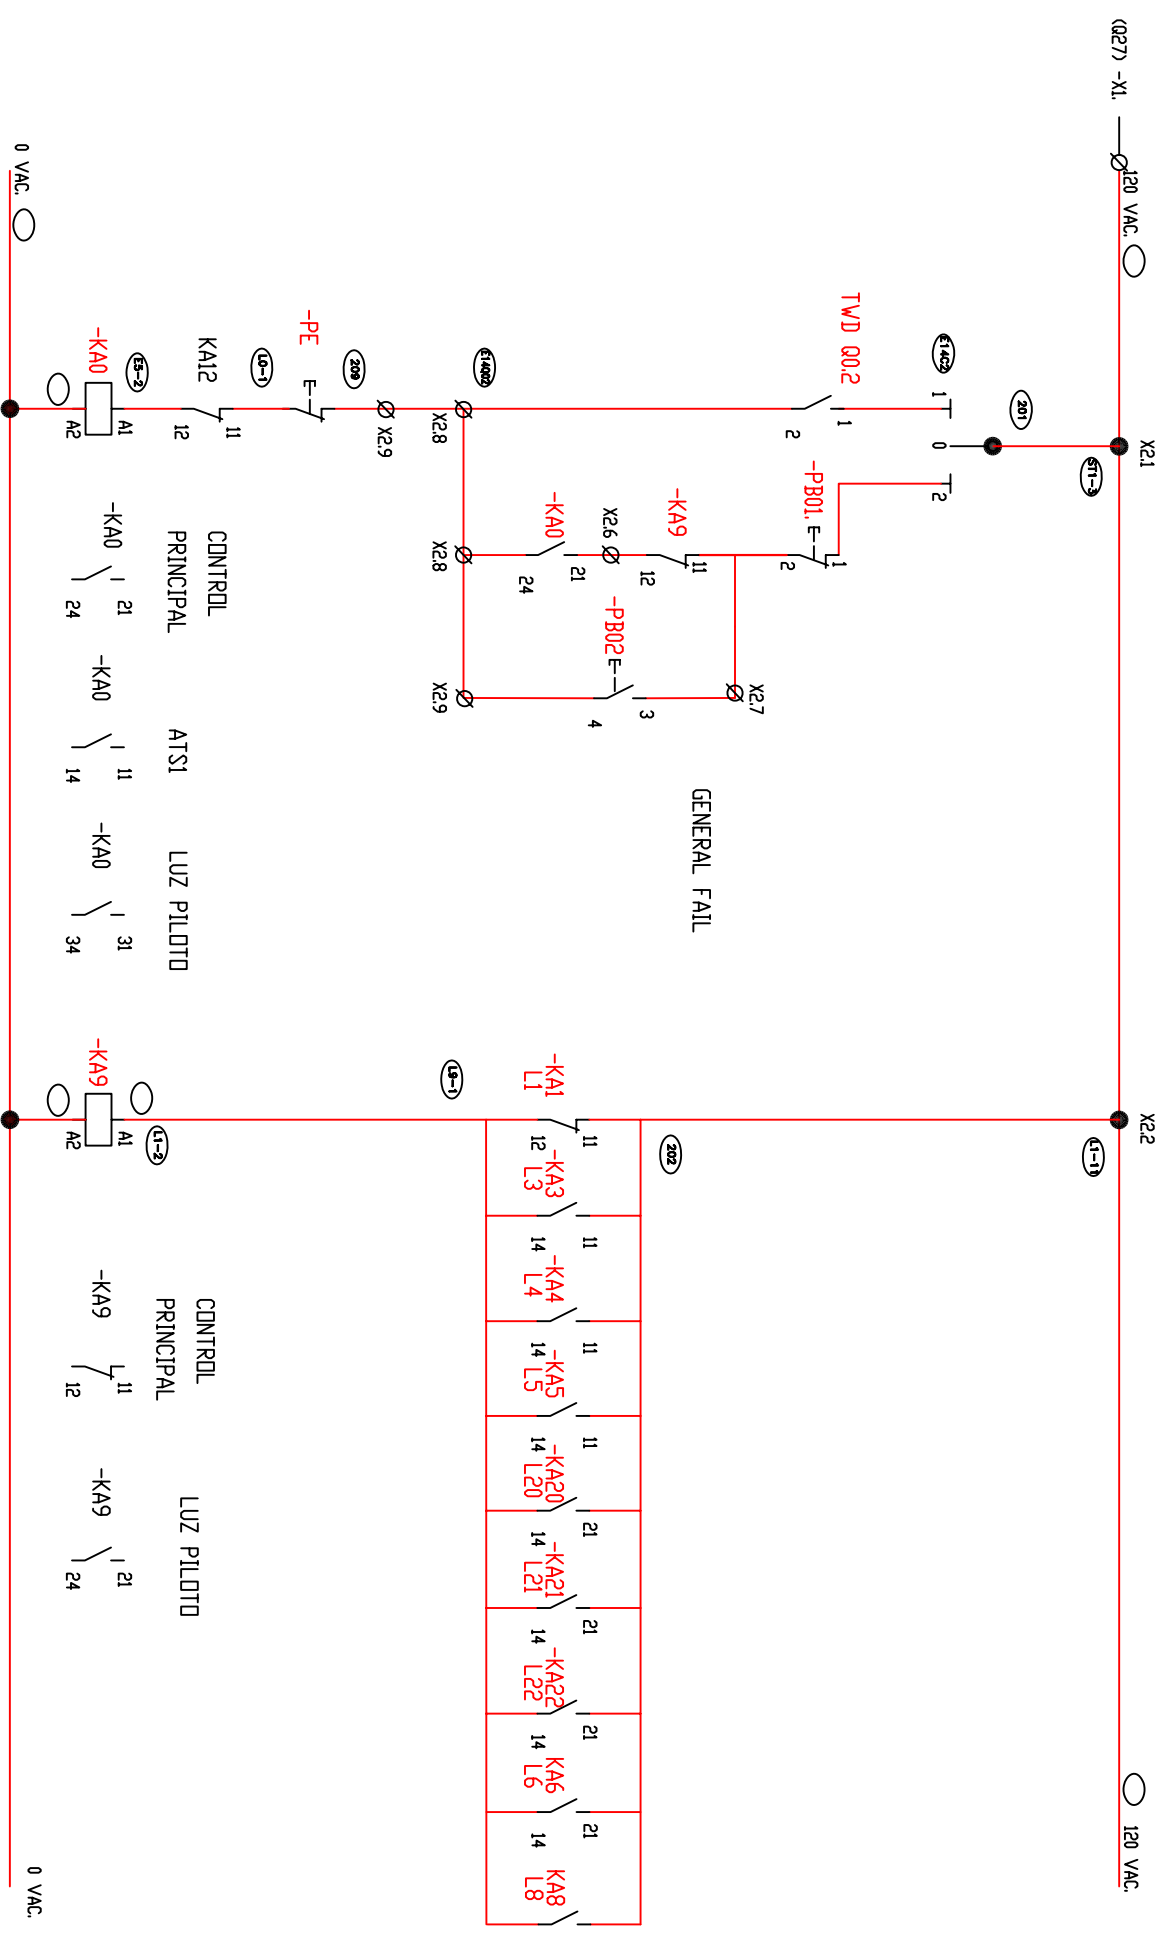 (Q27) -X1.
120 VAC.
X2.1
ST1-3
201
E14C2
1
0
2
TWD Q0.2
1
2
-PB01.
1
2
-KA9
11
12
X2.6
-KA0
21
24
-PB02
3
4
X2.7
E14Q02
X2.8
X2.8
X2.9
X2.9
209
-PE
L0-1
KA12
11
12
E5-2
-KA0
A1
A2
0 VAC.
GENERAL FAIL
CONTROL
PRINCIPAL
-KA0
21
24
ATS1
-KA0
11
14
LUZ PILOTO
-KA0
31
34
X2.2
L1-11
202
-KA1
L1
11
12
-KA3
L3
11
14
-KA4
L4
11
14
-KA5
L5
11
14
-KA20
L20
21
14
-KA21
L21
21
14
-KA22
L22
21
14
KA6
L6
21
14
KA8
L8
L9-1
L1-2
-KA9
A1
A2
CONTROL
PRINCIPAL
-KA9
11
12
LUZ PILOTO
-KA9
21
24
120 VAC.
0 VAC.